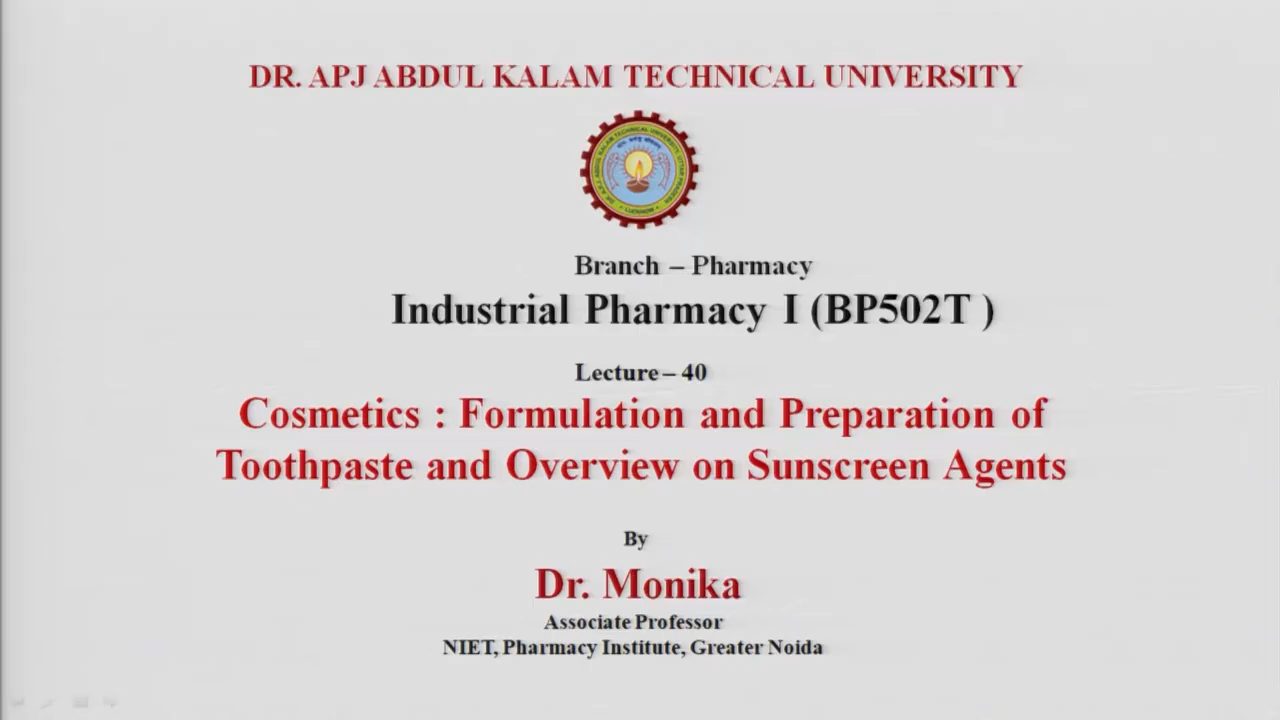 DR. APJ ABDUL KALAM TECHNICAL UNIVERSITY
Branch – Pharmacy
Industrial Pharmacy I (BP502T )
Lecture – 40
Cosmetics : Formulation and Preparation of
Toothpaste and Overview on Sunscreen Agents
By
Dr. Monika
Associate Professor
NIET, Pharmacy Institute, Greater Noida